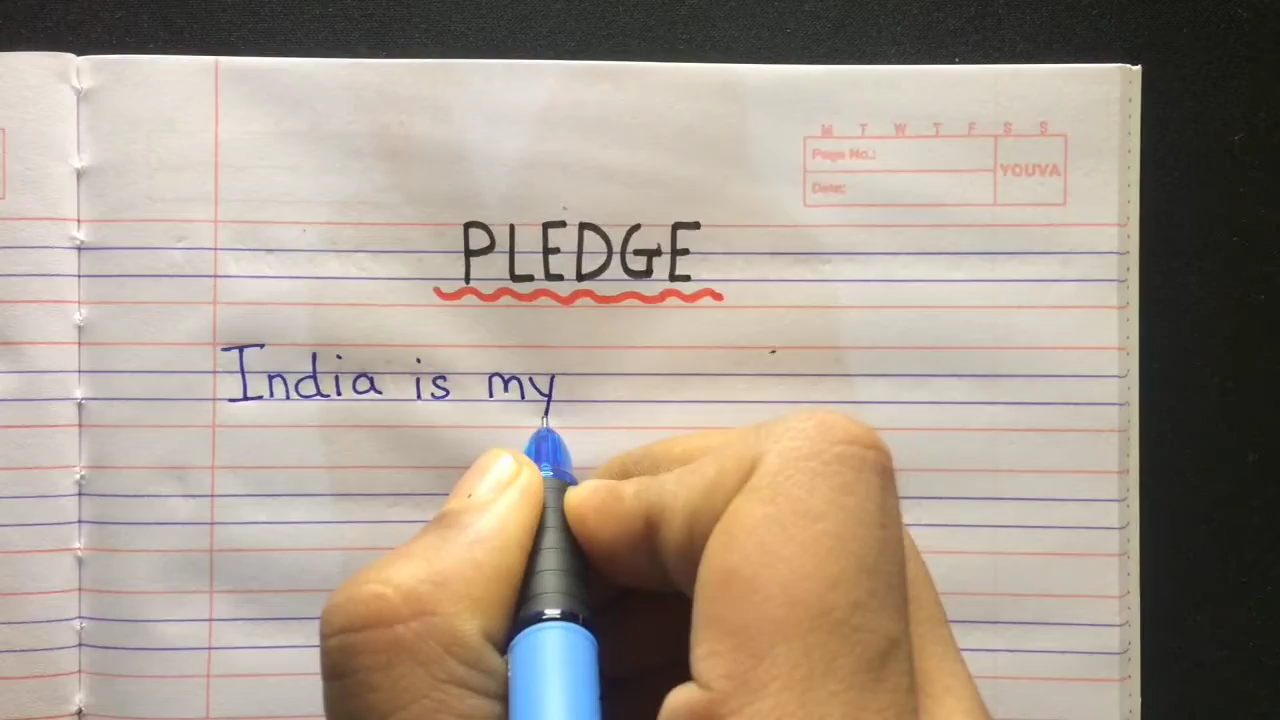 M T W T F S S
Page No.:
YOUVA
Date:
PLEDGE
India is my